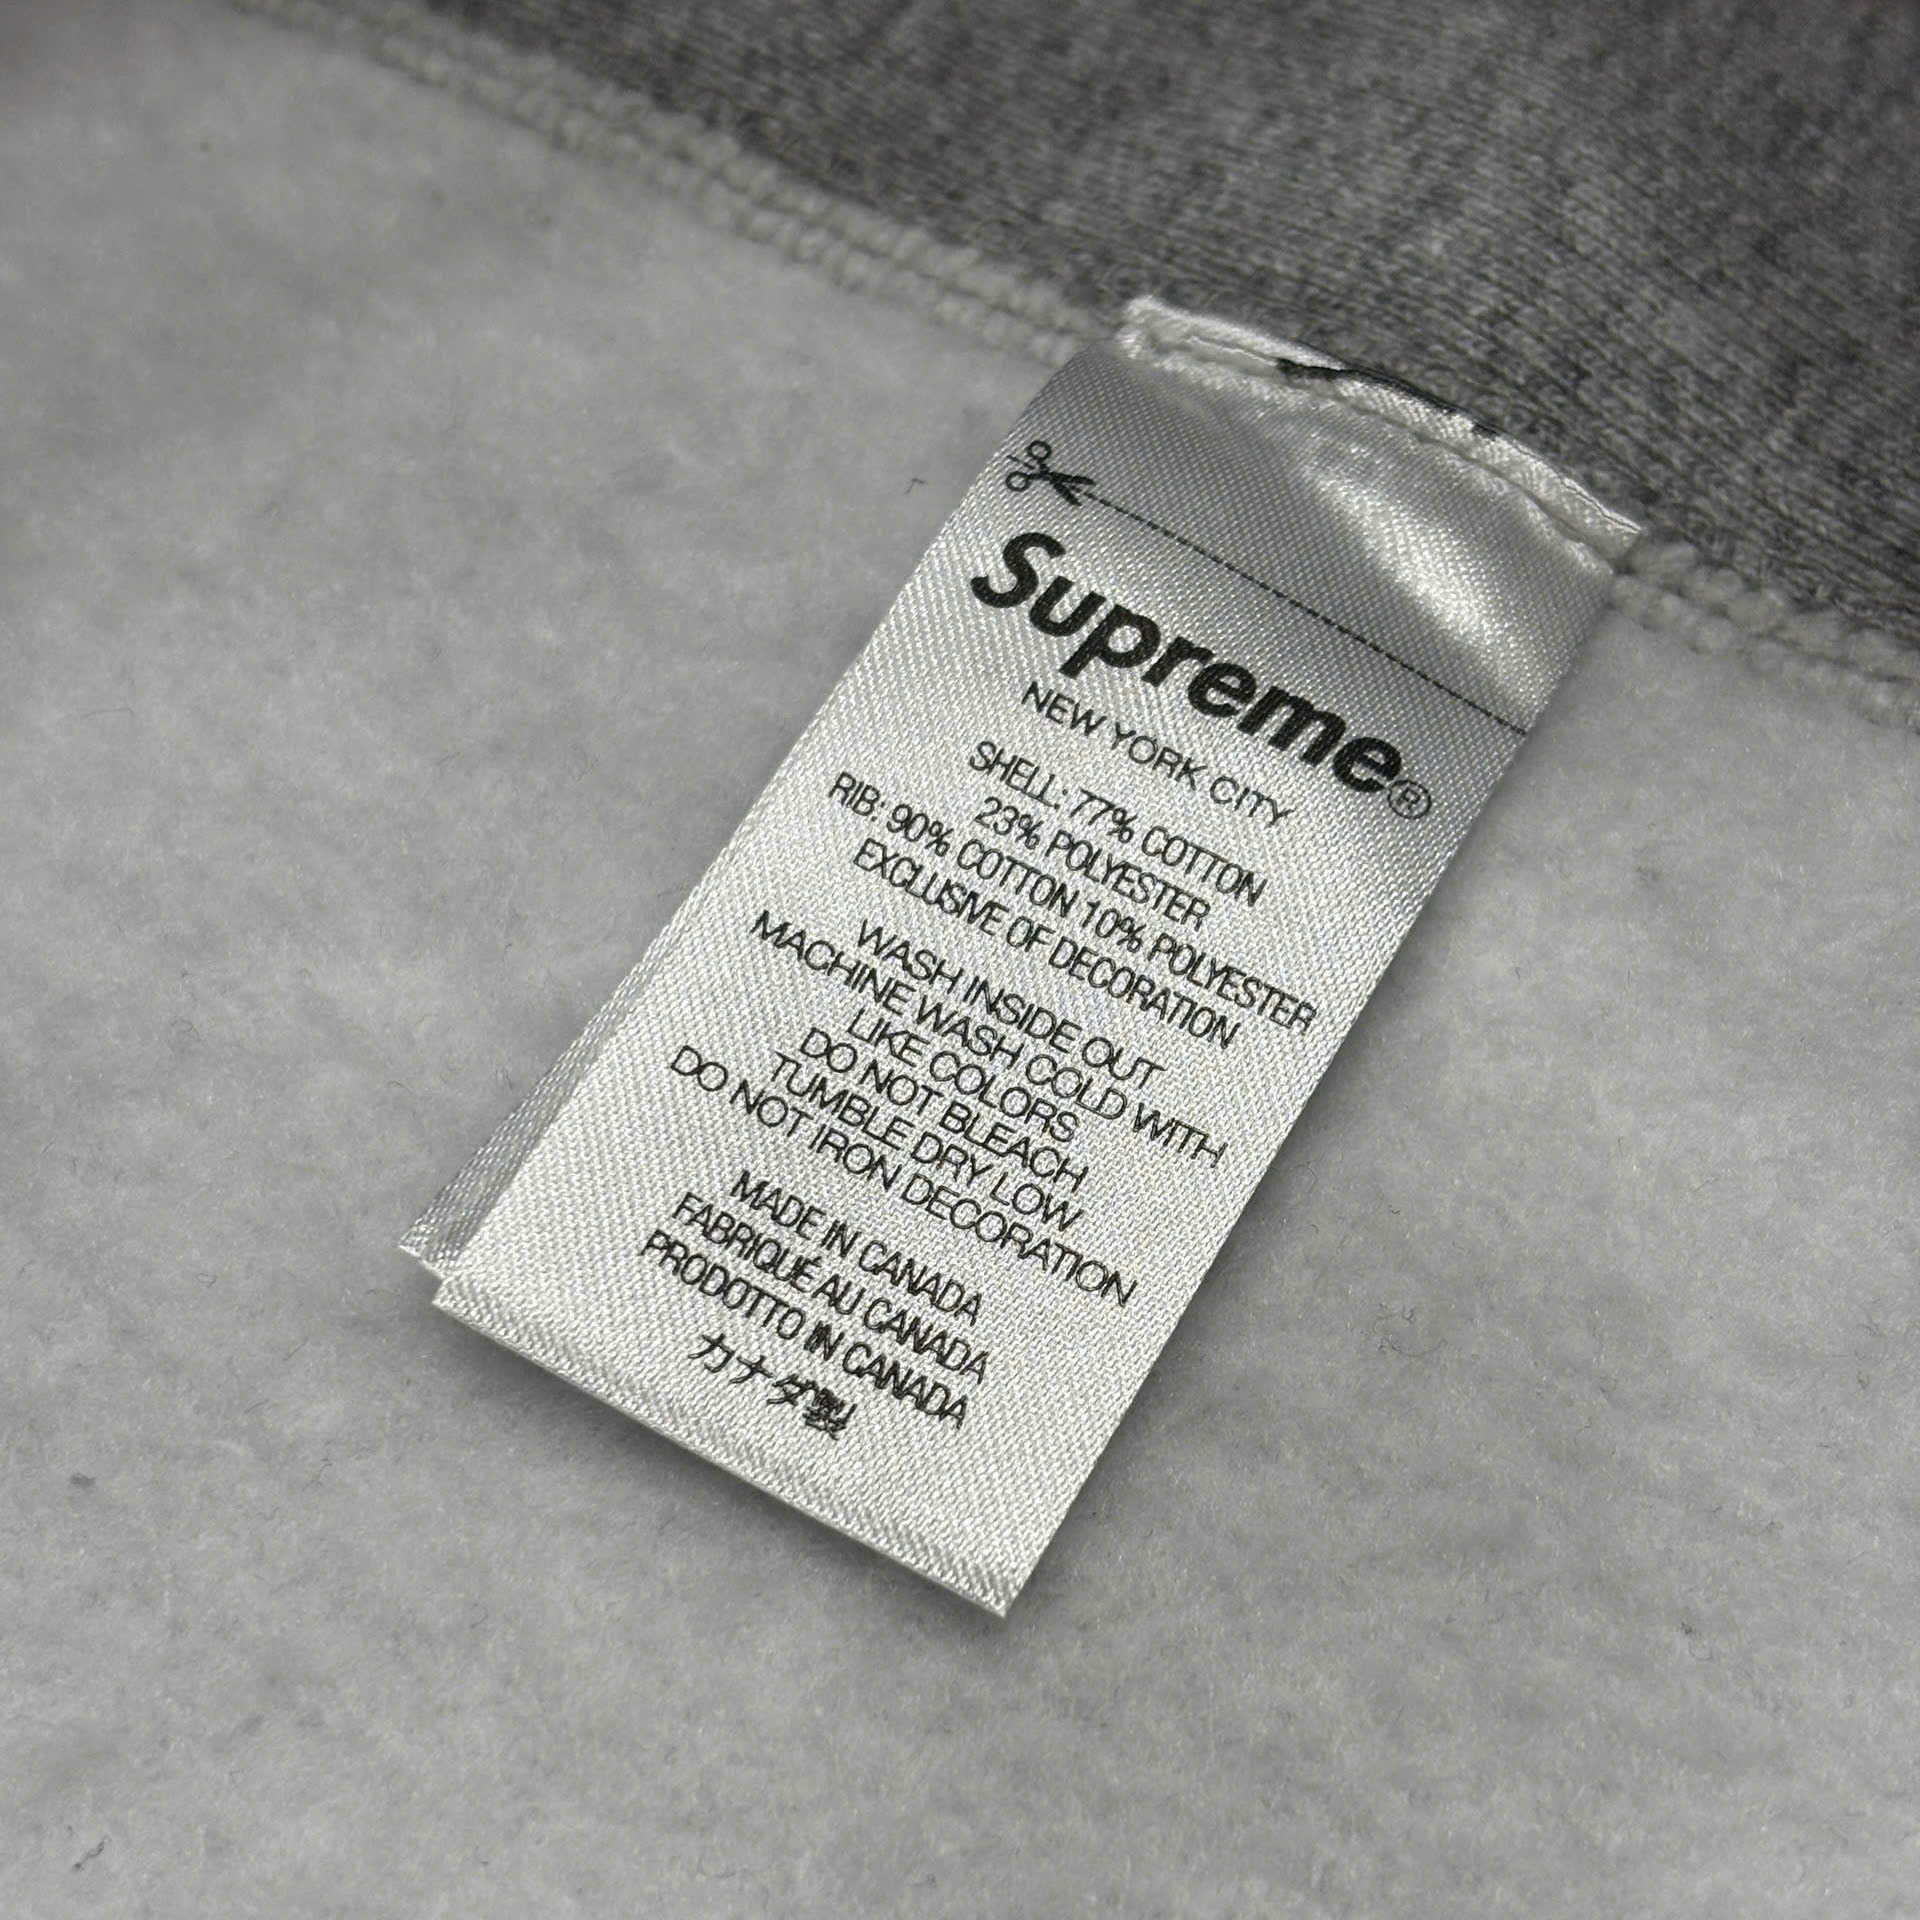 Supreme®
NEW YORK CITY
SHELL: 77% COTTON
23% POLYESTER
RIB: 90% COTTON 10% POLYESTER
EXCLUSIVE OF DECORATION
WASH INSIDE OUT
MACHINE WASH COLD WITH
LIKE COLORS
DO NOT BLEACH
TUMBLE DRY LOW
DO NOT IRON DECORATION
MADE IN CANADA
FABRIQUÉ AU CANADA
PRODOTTO IN CANADA
カナダ製